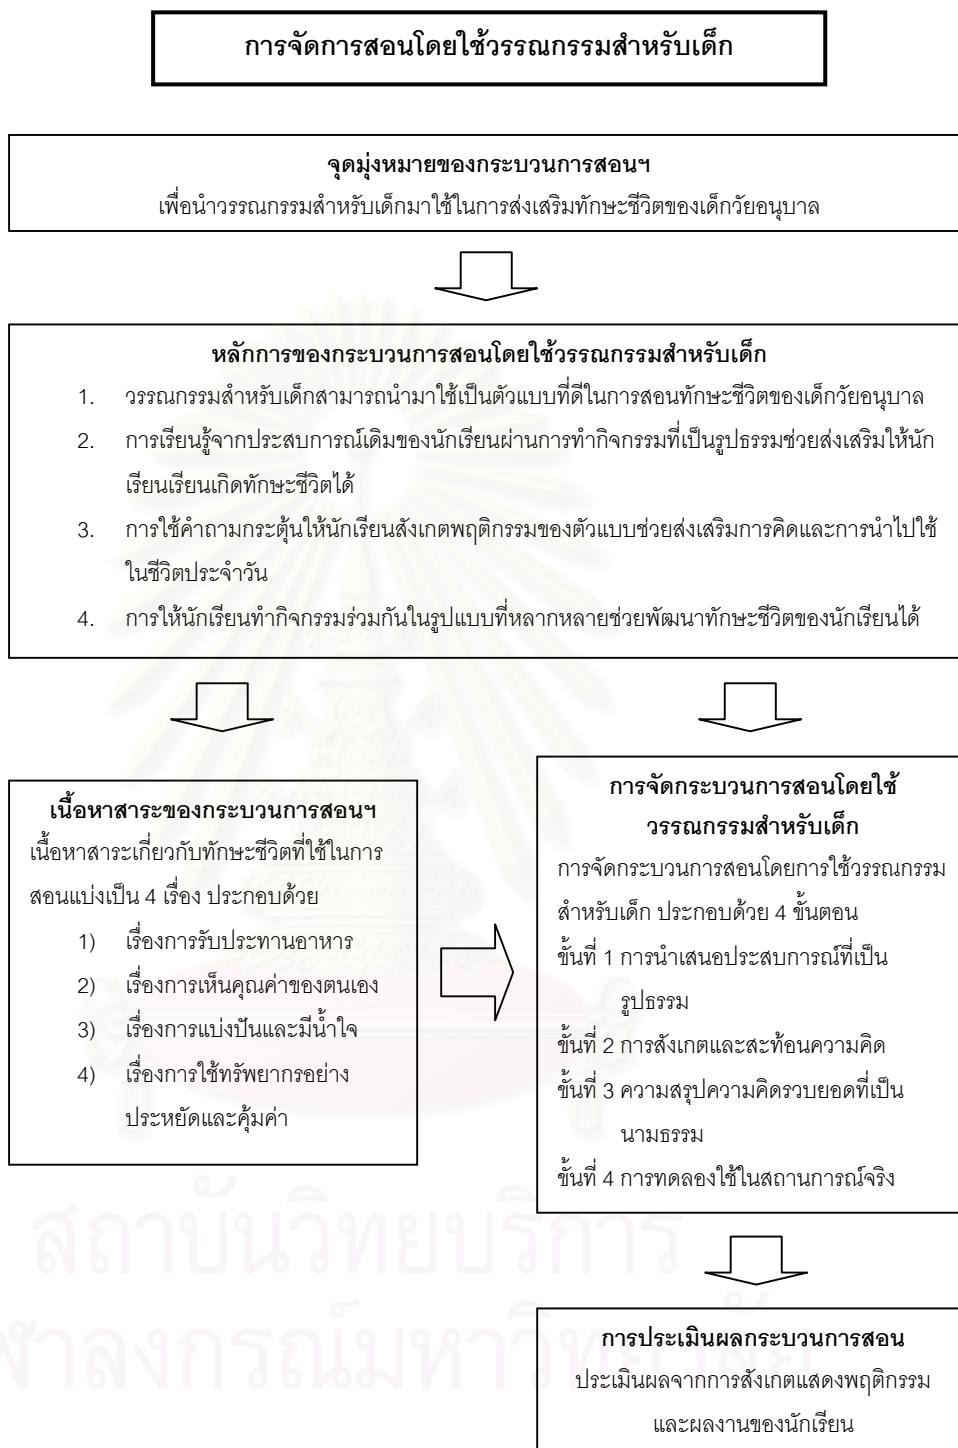 การจัดการสอนโดยใช้วรรณกรรมสำหรับเด็ก
จุดมุ่งหมายของกระบวนการสอนฯ
เพื่อนำวรรณกรรมสำหรับเด็กมาใช้ในการส่งเสริมทักษะชีวิตของเด็กวัยอนุบาล
หลักการของกระบวนการสอนโดยใช้วรรณกรรมสำหรับเด็ก
1. วรรณกรรมสำหรับเด็กสามารถนำมาใช้เป็นตัวแบบที่ดีในการสอนทักษะชีวิตของเด็กวัยอนุบาล
2. การเรียนรู้จากประสบการณ์เดิมของนักเรียนผ่านการทำกิจกรรมที่เป็นรูปธรรมช่วยส่งเสริมให้นัก
เรียนเรียนเกิดทักษะชีวิตได้
3. การใช้คำถามกระตุ้นให้นักเรียนสังเกตพฤติกรรมของตัวแบบช่วยส่งเสริมการคิดและการนำไปใช้
ในชีวิตประจำวัน
4. การให้นักเรียนทำกิจกรรมร่วมกันในรูปแบบที่หลากหลายช่วยพัฒนาทักษะชีวิตของนักเรียนได้
เนื้อหาสาระของกระบวนการสอนฯ
เนื้อหาสาระเกี่ยวกับทักษะชีวิตที่ใช้ในการ
สอนแบ่งเป็น 4 เรื่อง ประกอบด้วย
1) เรื่องการรับประทานอาหาร
2) เรื่องการเห็นคุณค่าของตนเอง
3) เรื่องการแบ่งปันและมีน้ำใจ
4) เรื่องการใช้ทรัพยากรอย่าง
ประหยัดและคุ้มค่า
การจัดกระบวนการสอนโดยใช้
วรรณกรรมสำหรับเด็ก
การจัดกระบวนการสอนโดยการใช้วรรณกรรม
สำหรับเด็ก ประกอบด้วย 4 ขั้นตอน
ขั้นที่ 1 การนำเสนอประสบการณ์ที่เป็น
รูปธรรม
ขั้นที่ 2 การสังเกตและสะท้อนความคิด
ขั้นที่ 3 ความสรุปความคิดรวบยอดที่เป็น
นามธรรม
ขั้นที่ 4 การทดลองใช้ในสถานการณ์จริง
การประเมินผลกระบวนการสอน
ประเมินผลจากการสังเกตแสดงพฤติกรรม
และผลงานของนักเรียน
สถาบันวิทยบริการ
ฬาลงกรณ์มหาวิทยาลัย